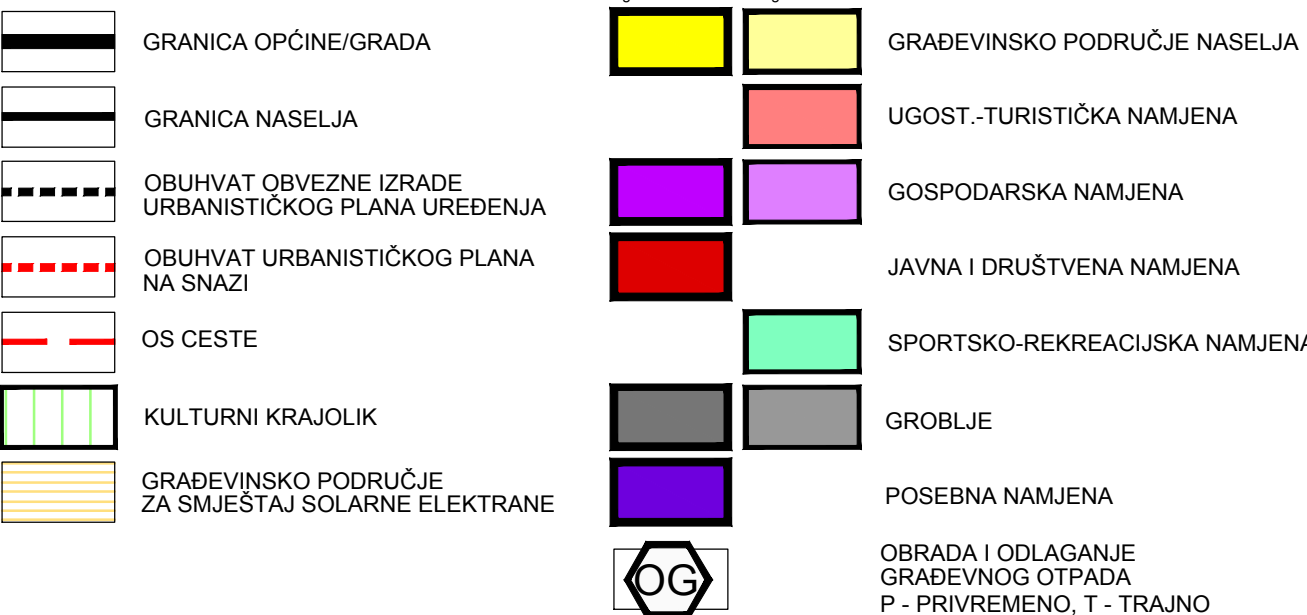 GRANICA OPĆINE/GRADA
GRANICA NASELJA
OBUHVAT OBVEZNE IZRADE
URBANISTIČKOG PLANA UREĐENJA
OBUHVAT URBANISTIČKOG PLANA
NA SNAZI
OS CESTE
KULTURNI KRAJOLIK
GRAĐEVINSKO PODRUČJE
ZA SMJEŠTAJ SOLARNE ELEKTRANE
GRAĐEVINSKO PODRUČJE NASELJA
UGOST.-TURISTIČKA NAMJENA
GOSPODARSKA NAMJENA
JAVNA I DRUŠTVENA NAMJENA
SPORTSKO-REKREACIJSKA NAMJENA
GROBLJE
POSEBNA NAMJENA
OG
OBRADA I ODLAGANJE
GRAĐEVNOG OTPADA
P - PRIVREMENO, T - TRAJNO